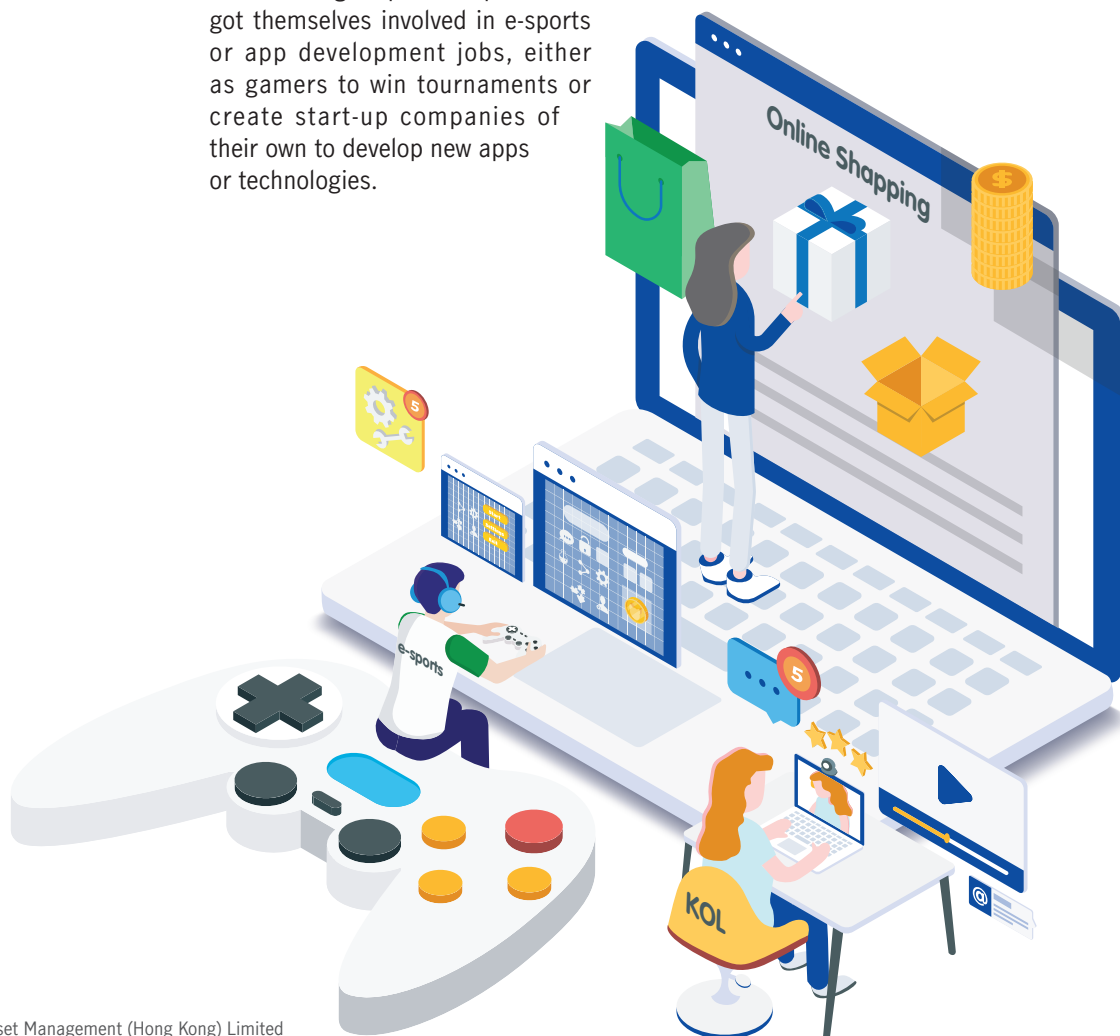 got themselves involved in e-sports
or app development jobs, either
as gamers to win tournaments or
create start-up companies of
their own to develop new apps
or technologies.
Online Shapping
$
5
e-sports
5
KOL
@
set Management (Hong Kong) Limited